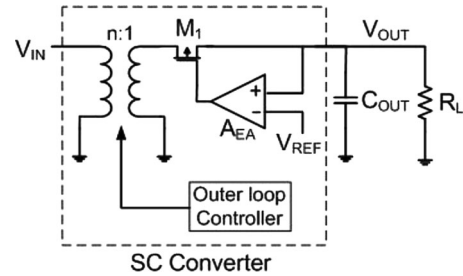 n:1
M1
VIN
VOUT
+
−
AEA
VREF
COUT
RL
Outer loop
Controller
SC Converter